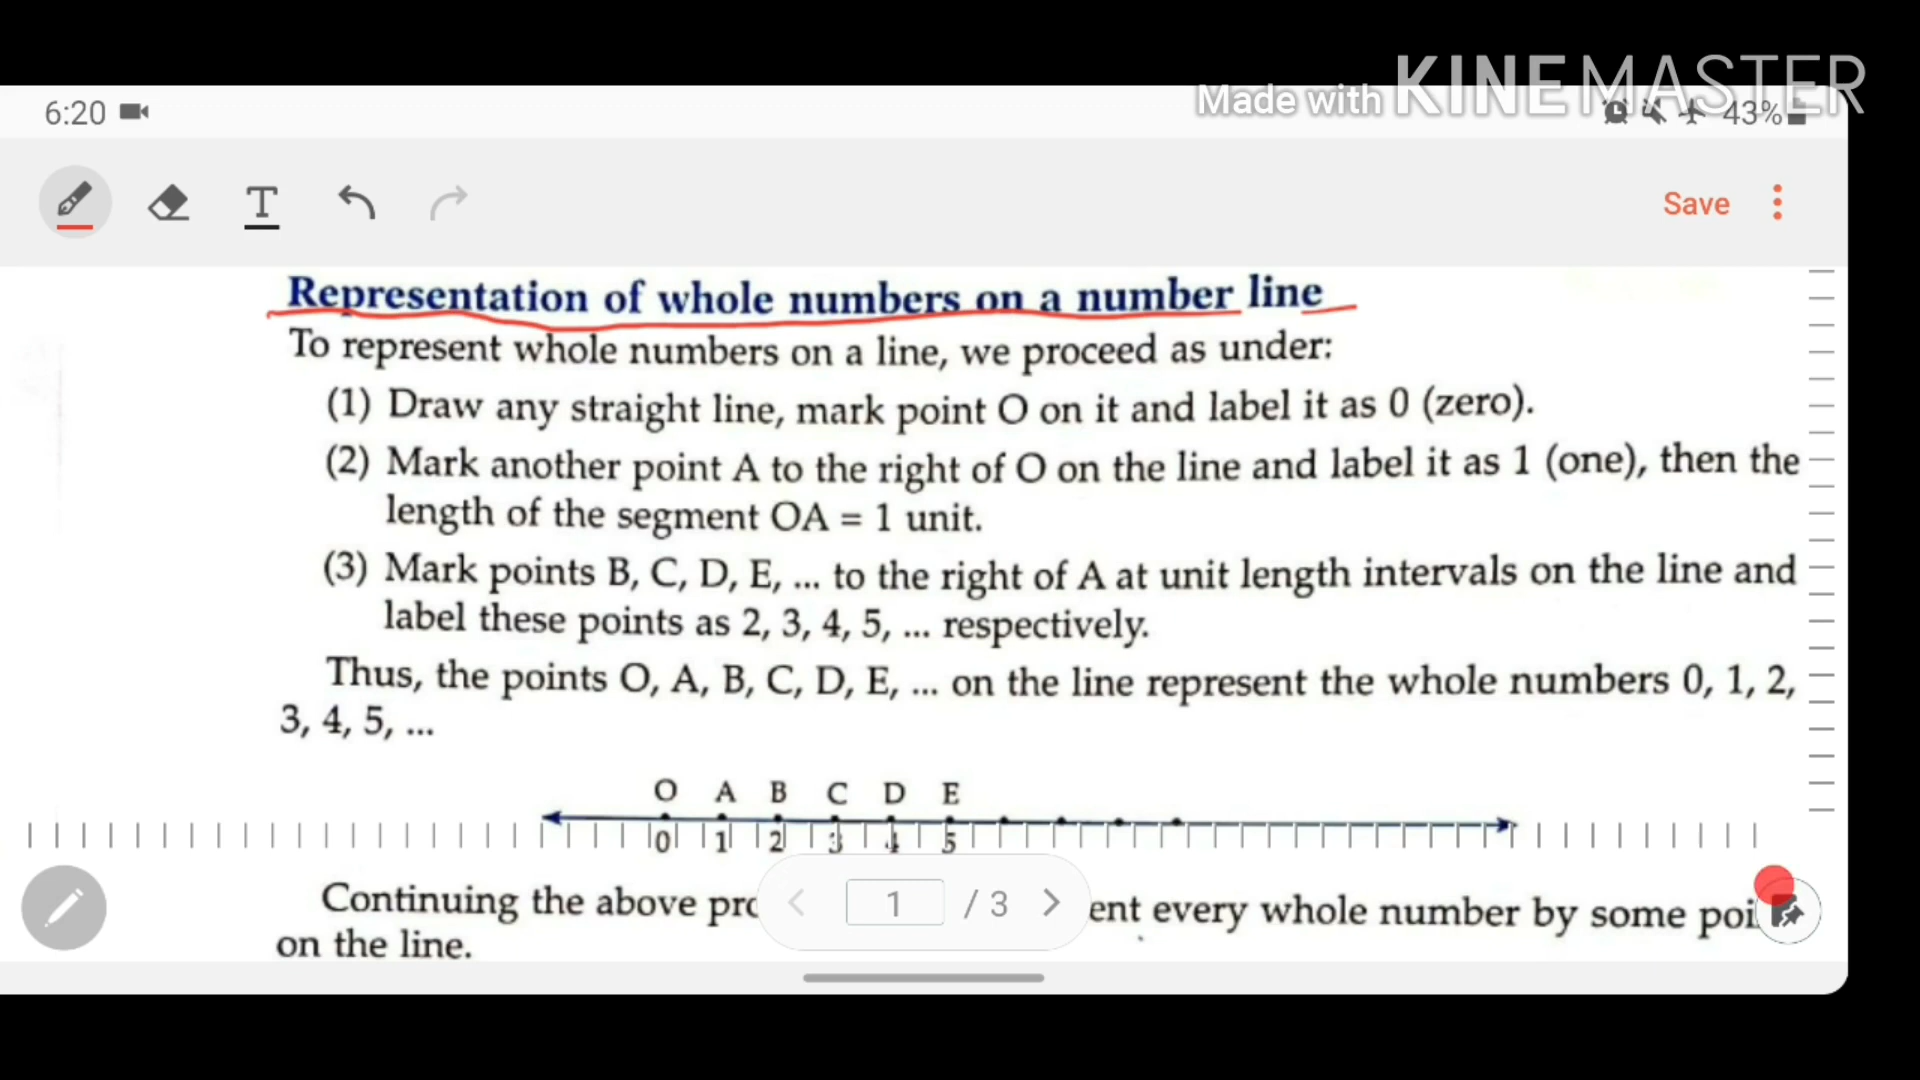 Made with KINEMASTER
6:20 43%
Save
Representation of whole numbers on a number line
To represent whole numbers on a line, we proceed as under:
(1) Draw any straight line, mark point O on it and label it as 0 (zero).
(2) Mark another point A to the right of O on the line and label it as 1 (one), then the
length of the segment OA = 1 unit.
(3) Mark points B, C, D, E, ... to the right of A at unit length intervals on the line and
label these points as 2, 3, 4, 5, ... respectively.
Thus, the points O, A, B, C, D, E, ... on the line represent the whole numbers 0, 1, 2,
3, 4, 5, ...
O A B C D E
0 1 2 3 4 5
Continuing the above every whole number by some
on the line.
1 / 3